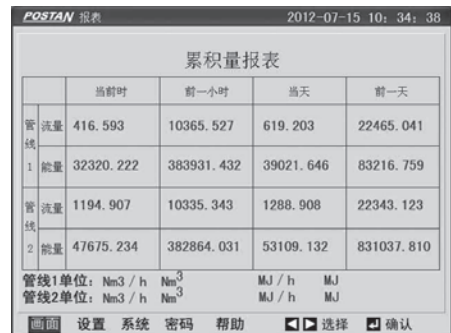 POSTAN 报表 2012-07-15 10: 34: 38
累积量报表
当前时 前一小时 当天 前一天
管线1 流量 416.593 10365.527 619.203 22465.041
能量 32320.222 383931.432 39021.646 83216.759
管线2 流量 1194.907 10335.343 1288.908 22343.123
能量 47675.234 382864.031 53109.132 831037.810
管线1单位: Nm3 / h Nm³ MJ / h MJ
管线2单位: Nm3 / h Nm³ MJ / h MJ
画面 设置 系统 密码 帮助 ◀▶选择 ↵ 确认